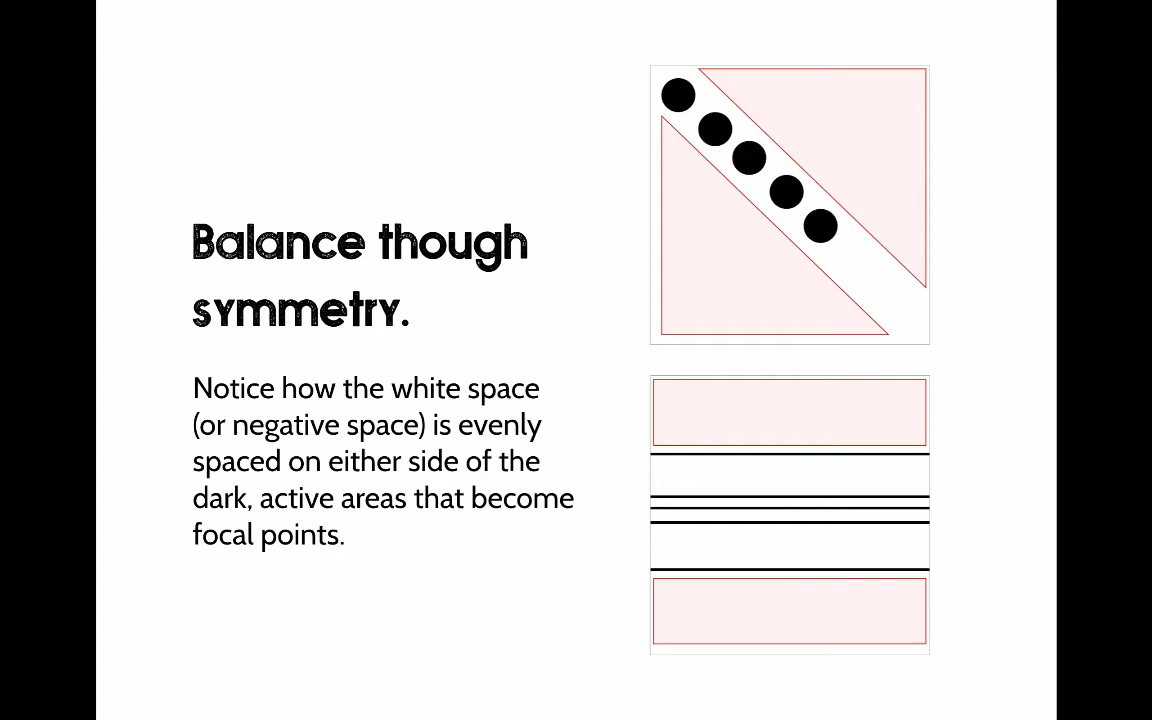 Balance though
symmetry.
Notice how the white space
(or negative space) is evenly
spaced on either side of the
dark, active areas that become
focal points.